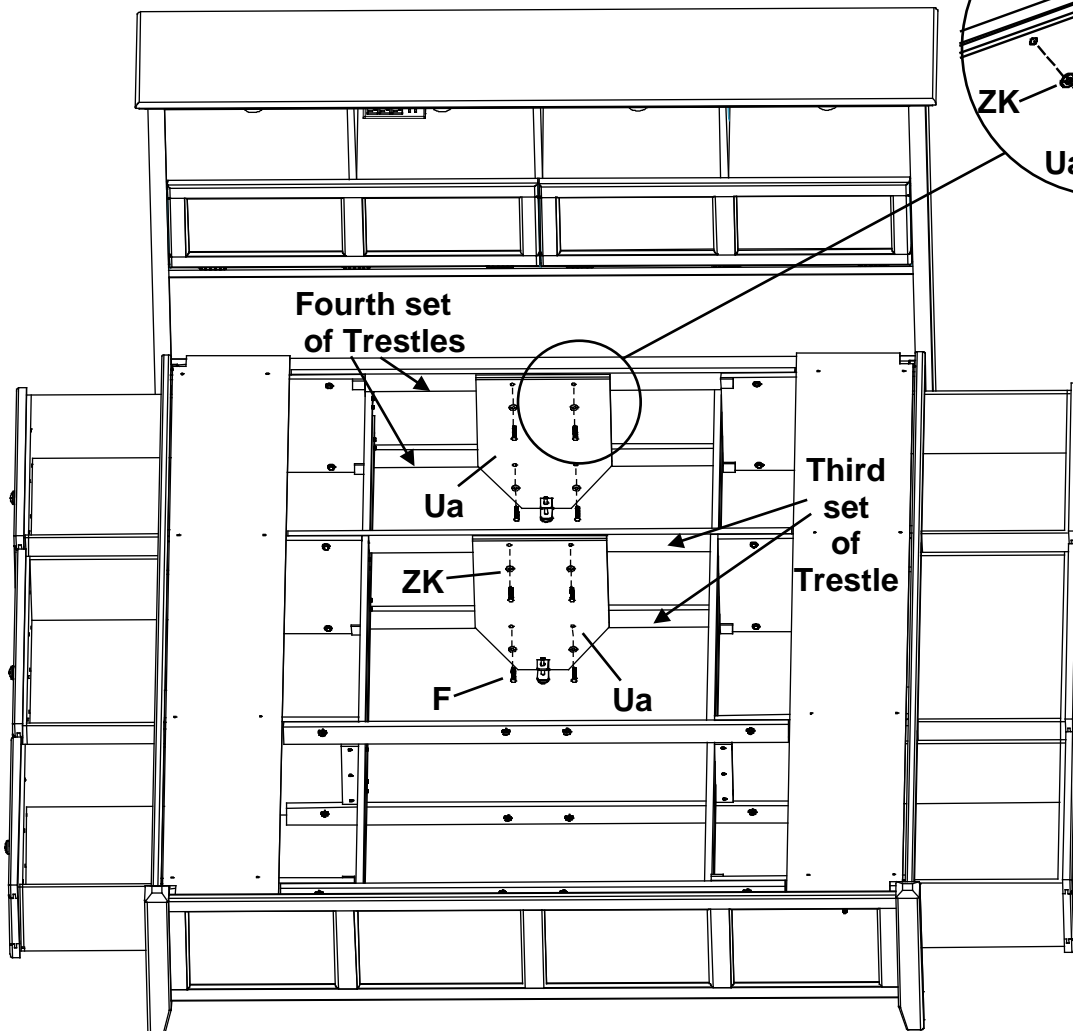 ZK
Ua
Fourth set
of Trestles
Ua
Third
set
of
Trestle
ZK
F
Ua